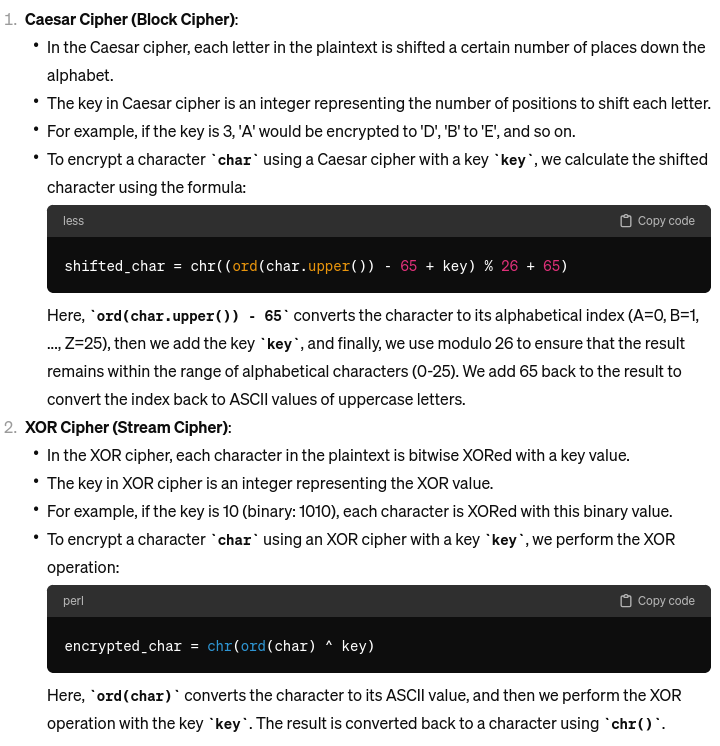 1. Caesar Cipher (Block Cipher):
• In the Caesar cipher, each letter in the plaintext is shifted a certain number of places down the
alphabet.
• The key in Caesar cipher is an integer representing the number of positions to shift each letter.
• For example, if the key is 3, 'A' would be encrypted to 'D', 'B' to 'E', and so on.
• To encrypt a character `char` using a Caesar cipher with a key `key`, we calculate the shifted
character using the formula:
less Copy code
shifted_char = chr((ord(char.upper()) - 65 + key) % 26 + 65)
Here, `ord(char.upper()) - 65` converts the character to its alphabetical index (A=0, B=1,
..., Z=25), then we add the key `key`, and finally, we use modulo 26 to ensure that the result
remains within the range of alphabetical characters (0-25). We add 65 back to the result to
convert the index back to ASCII values of uppercase letters.
2. XOR Cipher (Stream Cipher):
• In the XOR cipher, each character in the plaintext is bitwise XORed with a key value.
• The key in XOR cipher is an integer representing the XOR value.
• For example, if the key is 10 (binary: 1010), each character is XORed with this binary value.
• To encrypt a character `char` using an XOR cipher with a key `key`, we perform the XOR
operation:
perl Copy code
encrypted_char = chr(ord(char) ^ key)
Here, `ord(char)` converts the character to its ASCII value, and then we perform the XOR
operation with the key `key`. The result is converted back to a character using `chr()`.